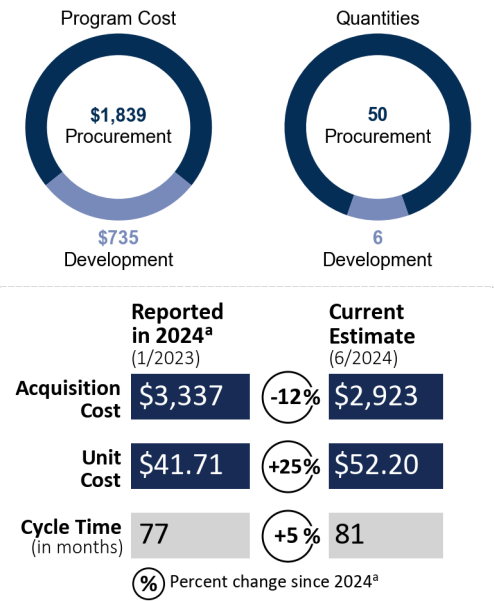 Program Cost
Quantities
$1,839
Procurement
50
Procurement
$735
Development
6
Development
Reported
in 2024ᵃ
(1/2023)
Current
Estimate
(6/2024)
Acquisition
Cost
$3,337
-12%
$2,923
Unit
Cost
$41.71
+25%
$52.20
Cycle Time
(in months)
77
+5 %
81
% Percent change since 2024ᵃ